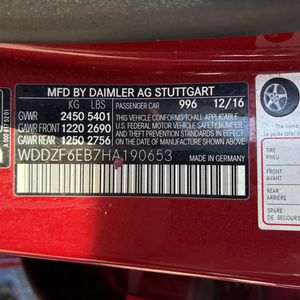 MFD BY DAIMLER AG STUTTGART
KG LBS
PASSENGER CAR 996 12/16
GVWR 2450 5401
GAWR FRONT 1220 2690
GAWR REAR 1250 2756
THIS VEHICLE CONFORMS TO ALL APPLICABLE
FEDERAL MOTOR VEHICLE SAFETY, BUMPER, AND
THEFT PREVENTION STANDARDS IN EFFECT ON THE
DATE OF MANUFACTURE SHOWN ABOVE.
WDDZF6EB7HA190653 MADE IN GERMANY
TIRE
PNEU
FRONT
AVANT
REAR
ARRIÈRE
SPARE
DE SECOURS